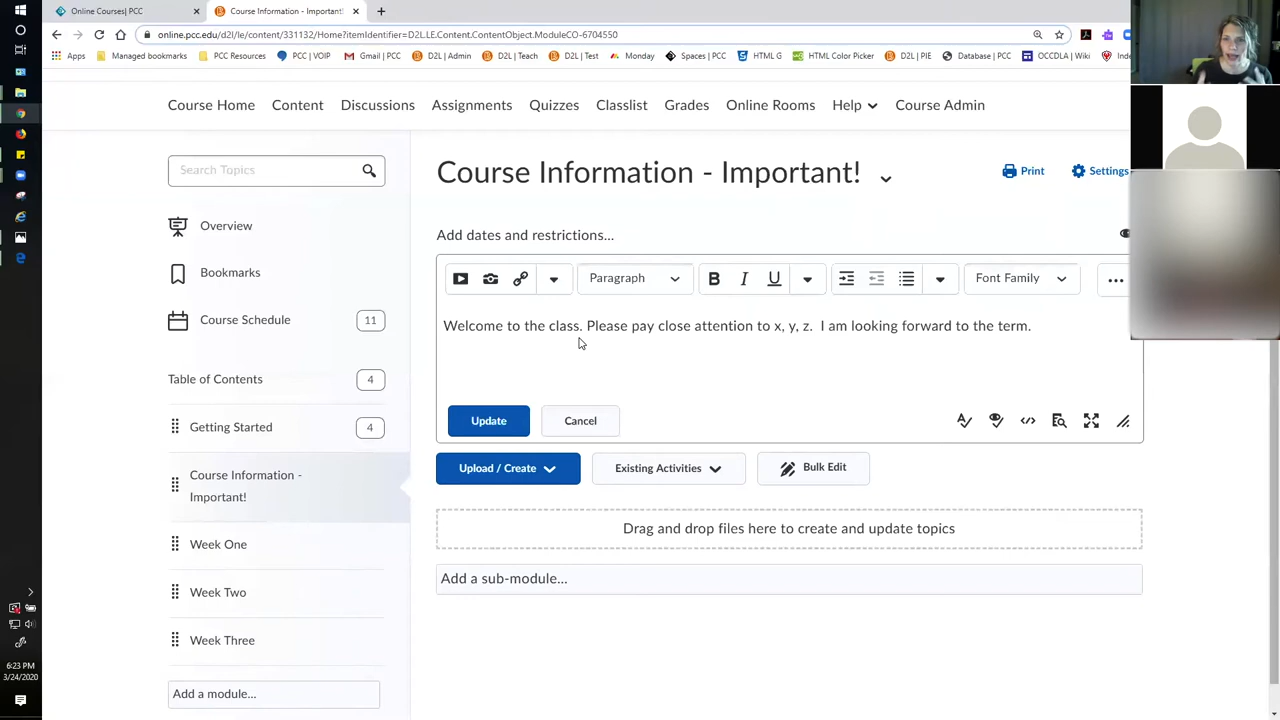 Online Courses| PCC
Course Information - Important!
online.pcc.edu/d2l/le/content/331132/Home?itemIdentifier=D2L.LE.Content.ContentObject.ModuleCO-6704550
Apps Managed bookmarks PCC Resources PCC | VOIP Gmail | PCC D2L | Admin D2L | Teach D2L | Test Monday Spaces | PCC HTML G HTML Color Picker D2L | PIE Database | PCC OCCDLA | Wiki
Course Home Content Discussions Assignments Quizzes Classlist Grades Online Rooms Help Course Admin
Search Topics
Course Information - Important!
Print Settings
Overview
Add dates and restrictions...
Bookmarks
Paragraph B I U Font Family ...
Course Schedule 11
Welcome to the class. Please pay close attention to x, y, z. I am looking forward to the term.
Table of Contents 4
Getting Started 4
Update Cancel
Course Information -
Important!
Upload / Create Existing Activities Bulk Edit
Drag and drop files here to create and update topics
Week One
Add a sub-module...
Week Two
Week Three
Add a module...
6:23 PM
3/24/2020